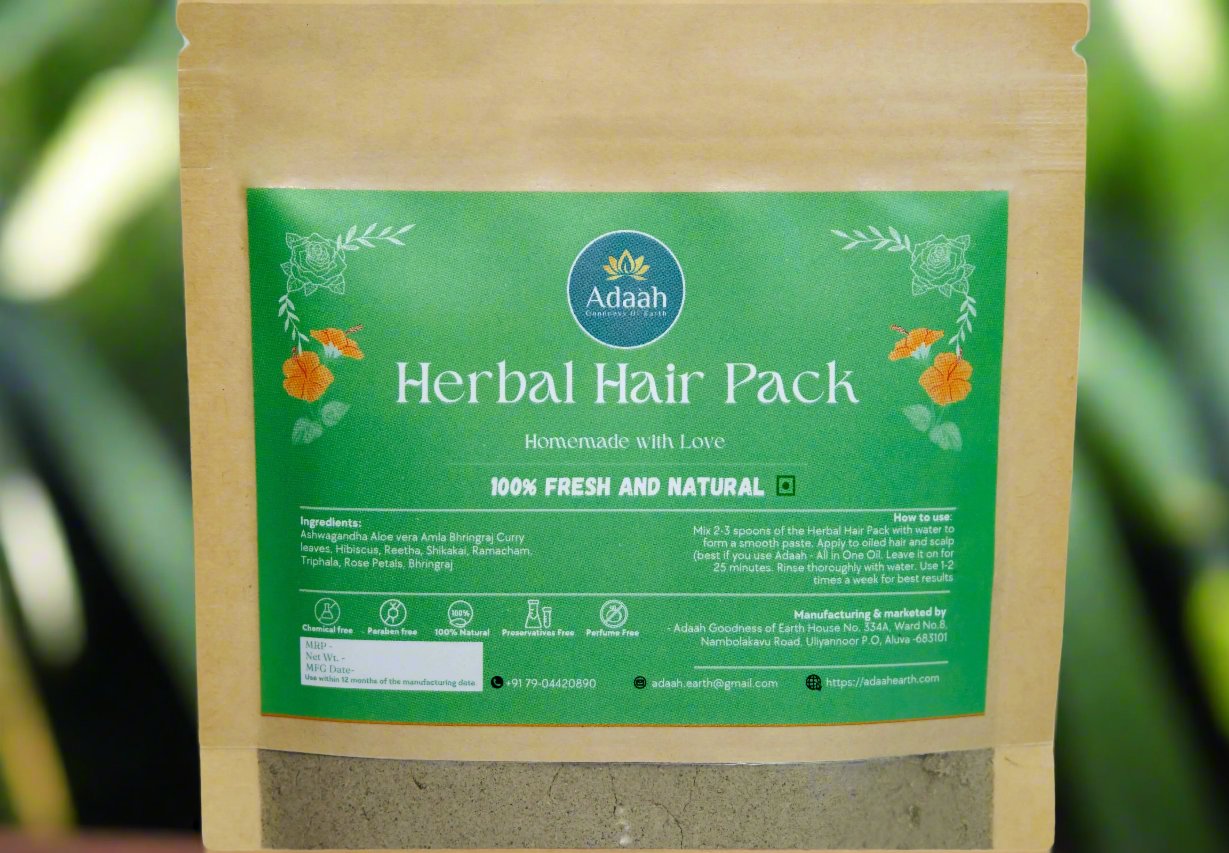 Adaah
Goodness Of Earth
Herbal Hair Pack
Homemade with Love
100% FRESH AND NATURAL
Ingredients:
Ashwagandha Aloe vera Amla Bhringraj Curry
leaves, Hibiscus, Reetha, Shikakai, Ramacham,
Triphala, Rose Petals, Bhringraj
How to use:
Mix 2-3 spoons of the Herbal Hair Pack with water to
form a smooth paste. Apply to oiled hair and scalp
(best if you use Adaah - All in One Oil. Leave it on for
25 minutes. Rinse thoroughly with water. Use 1-2
times a week for best results
100%
Chemical free
Paraben free
100% Natural
Preservatives Free
Perfume Free
Manufacturing & marketed by
- Adaah Goodness of Earth House No. 334A, Ward No.8,
Nambolakavu Road, Uliyannoor P.O, Aluva -683101
MRP -
Net Wt. -
MFG Date-
Use within 12 months of the manufacturing date
+91 79-04420890
adaah.earth@gmail.com
https://adaahearth.com